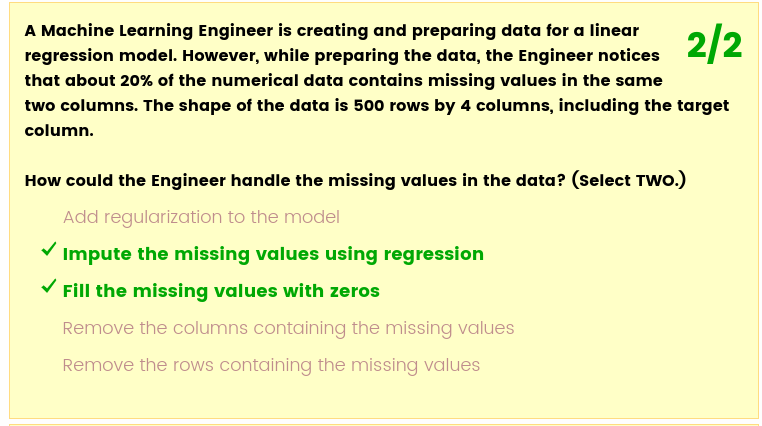 A Machine Learning Engineer is creating and preparing data for a linear
regression model. However, while preparing the data, the Engineer notices
that about 20% of the numerical data contains missing values in the same
two columns. The shape of the data is 500 rows by 4 columns, including the target
column.
2/2
How could the Engineer handle the missing values in the data? (Select TWO.)
Add regularization to the model
✓ Impute the missing values using regression
✓ Fill the missing values with zeros
Remove the columns containing the missing values
Remove the rows containing the missing values